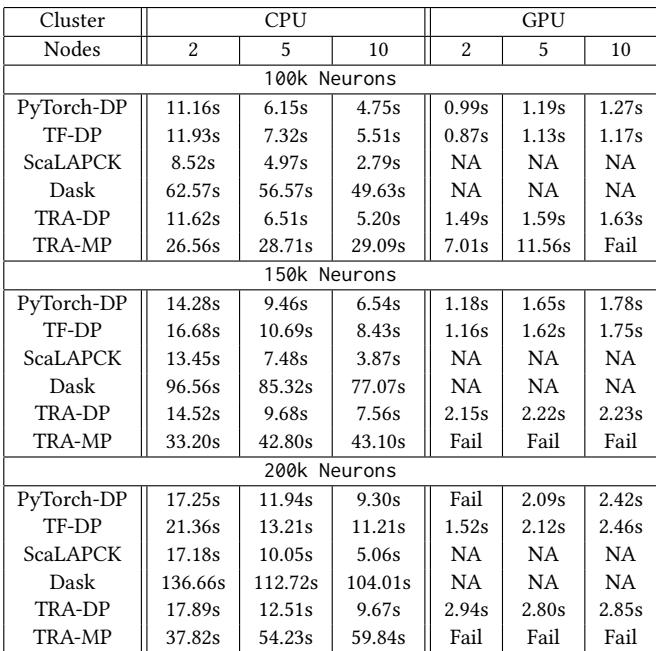 Cluster CPU GPU
Nodes 2 5 10 2 5 10
100k Neurons
PyTorch-DP 11.16s 6.15s 4.75s 0.99s 1.19s 1.27s
TF-DP 11.93s 7.32s 5.51s 0.87s 1.13s 1.17s
ScaLAPCK 8.52s 4.97s 2.79s NA NA NA
Dask 62.57s 56.57s 49.63s NA NA NA
TRA-DP 11.62s 6.51s 5.20s 1.49s 1.59s 1.63s
TRA-MP 26.56s 28.71s 29.09s 7.01s 11.56s Fail
150k Neurons
PyTorch-DP 14.28s 9.46s 6.54s 1.18s 1.65s 1.78s
TF-DP 16.68s 10.69s 8.43s 1.16s 1.62s 1.75s
ScaLAPCK 13.45s 7.48s 3.87s NA NA NA
Dask 96.56s 85.32s 77.07s NA NA NA
TRA-DP 14.52s 9.68s 7.56s 2.15s 2.22s 2.23s
TRA-MP 33.20s 42.80s 43.10s Fail Fail Fail
200k Neurons
PyTorch-DP 17.25s 11.94s 9.30s Fail 2.09s 2.42s
TF-DP 21.36s 13.21s 11.21s 1.52s 2.12s 2.46s
ScaLAPCK 17.18s 10.05s 5.06s NA NA NA
Dask 136.66s 112.72s 104.01s NA NA NA
TRA-DP 17.89s 12.51s 9.67s 2.94s 2.80s 2.85s
TRA-MP 37.82s 54.23s 59.84s Fail Fail Fail